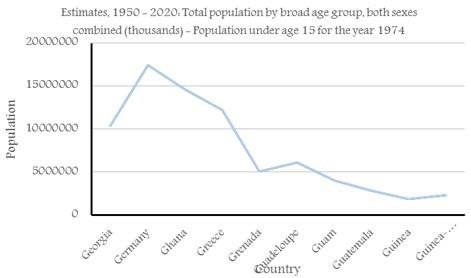 Estimates, 1950 - 2020: Total population by broad age group, both sexes
combined (thousands) - Population under age 15 for the year 1974
20000000
15000000
10000000
5000000
0
Population
Georgia
Germany
Ghana
Greece
Grenada
Guadeloupe
Guam
Guatemala
Guinea
Guinea-…
Country